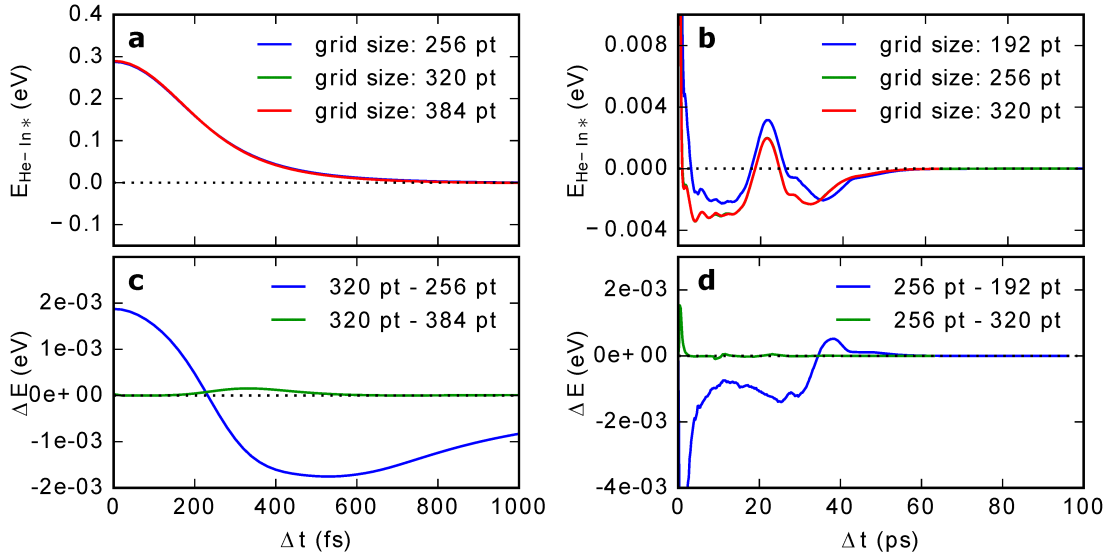 a
0.4
0.3
0.2
0.1
0.0
−0.1
E He−In* (eV)
grid size: 256 pt
grid size: 320 pt
grid size: 384 pt
b
0.008
0.004
0.000
−0.004
E He−In* (eV)
grid size: 192 pt
grid size: 256 pt
grid size: 320 pt
c
2e-03
1e-03
0e+00
-1e-03
-2e-03
ΔE (eV)
320 pt - 256 pt
320 pt - 384 pt
0 200 400 600 800 1000
Δt (fs)
d
2e-03
0e+00
-2e-03
-4e-03
ΔE (eV)
256 pt - 192 pt
256 pt - 320 pt
0 20 40 60 80 100
Δt (ps)